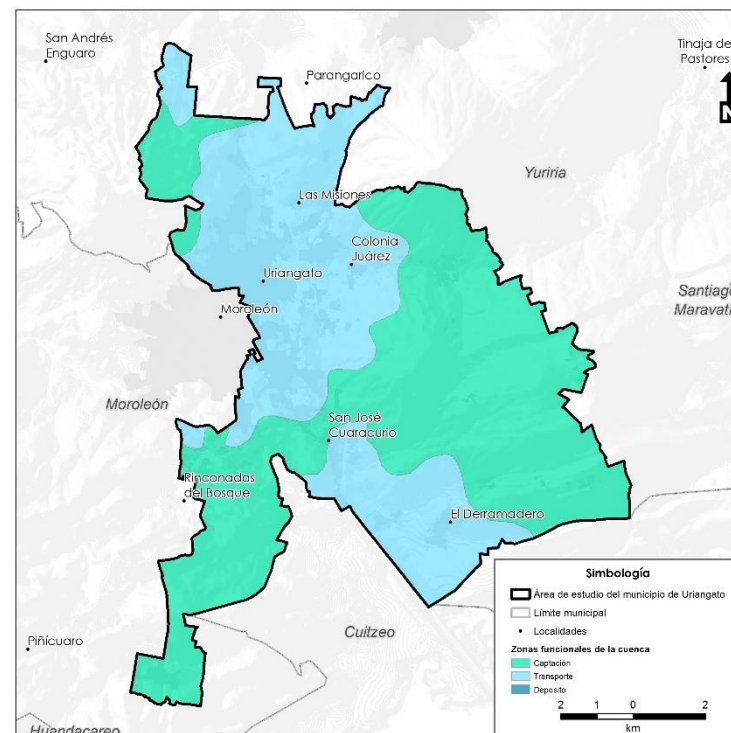 San Andrés
Enguaro
Parangarico
Tinaja de
Pastores
N
Yuriria
Las Misiones
Colonia
Juárez
Uriangato
Santiago
Maravatí
Moroleón
Moroleón
San José
Cuaracurio
Rinconadas
del Bosque
El Derramadero
Cuitzeo
Piñícuaro
Huandacareo
Simbología
Área de estudio del municipio de Uriangato
Límite municipal
Localidades
Zonas funcionales de la cuenca
Captación
Transporte
Deposito
2 1 0 2
km